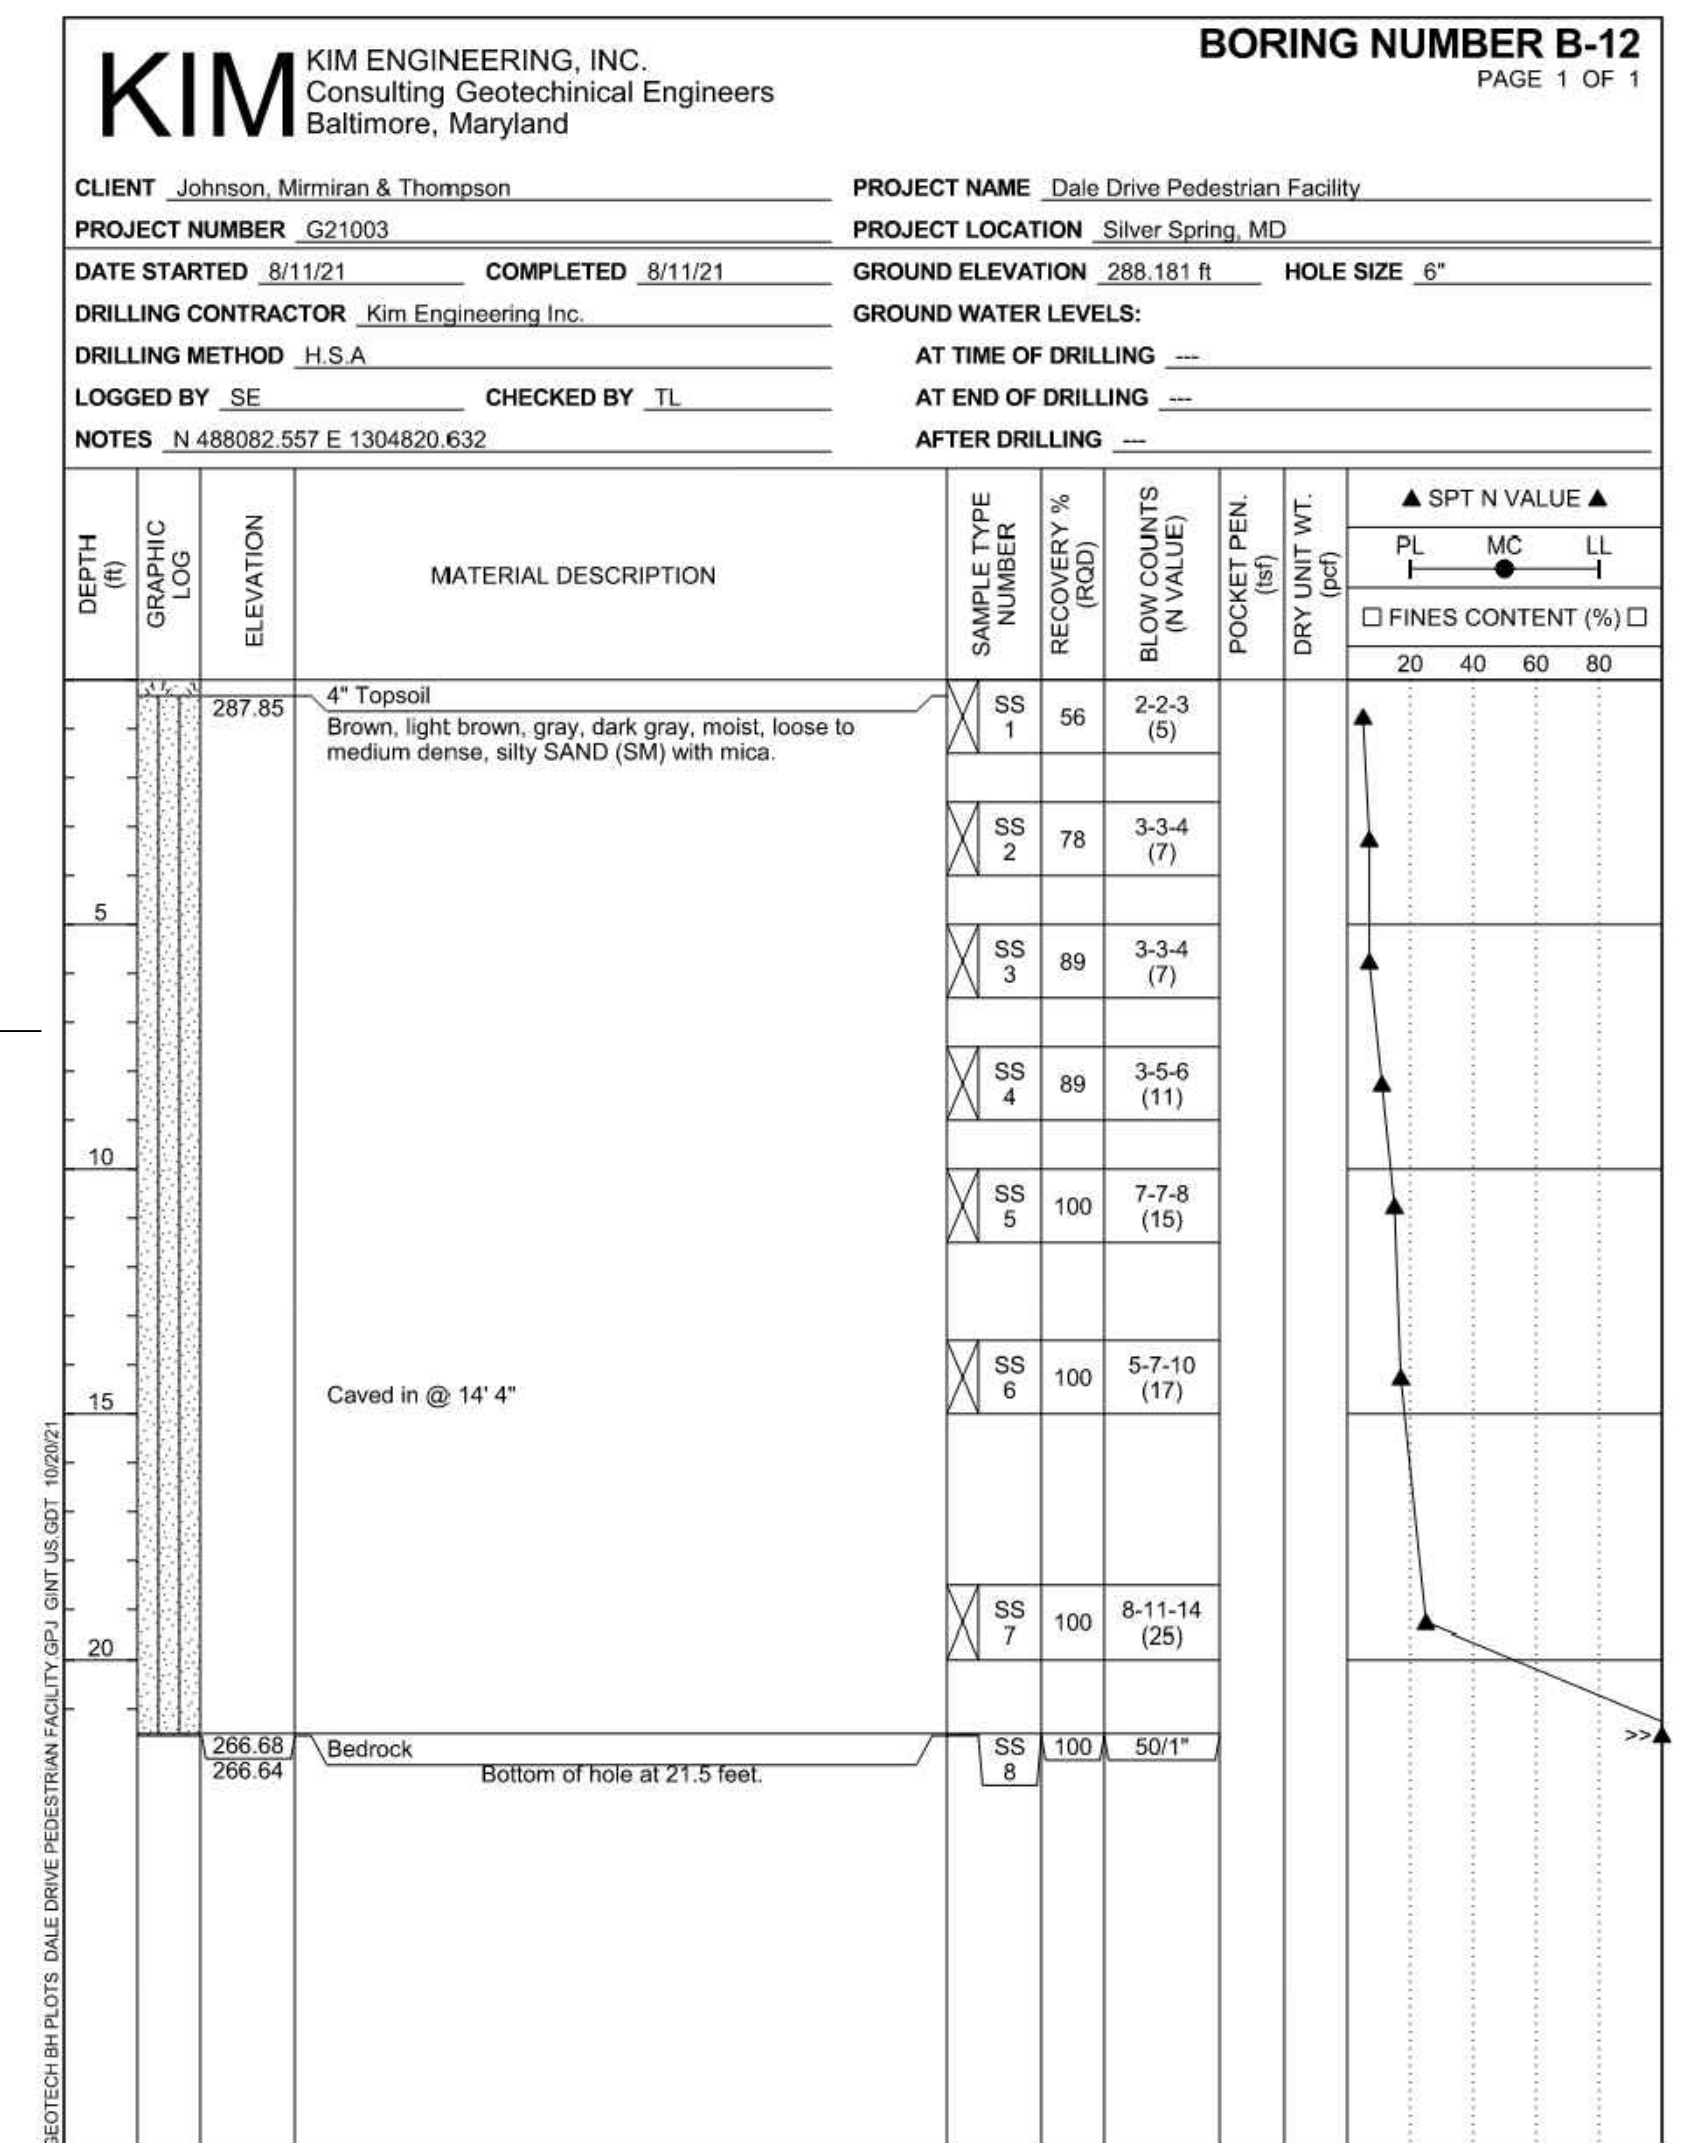 KIM
KIM ENGINEERING, INC.
Consulting Geotechinical Engineers
Baltimore, Maryland
BORING NUMBER B-12
PAGE 1 OF 1
CLIENT Johnson, Mirmiran & Thompson
PROJECT NAME Dale Drive Pedestrian Facility
PROJECT NUMBER G21003
PROJECT LOCATION Silver Spring, MD
DATE STARTED 8/11/21 COMPLETED 8/11/21
GROUND ELEVATION 288.181 ft HOLE SIZE 6"
DRILLING CONTRACTOR Kim Engineering Inc.
GROUND WATER LEVELS:
DRILLING METHOD H.S.A
AT TIME OF DRILLING ---
LOGGED BY SE CHECKED BY TL
AT END OF DRILLING ---
NOTES N 488082.557 E 1304820.632
AFTER DRILLING ---
DEPTH
(ft)
GRAPHIC
LOG
ELEVATION
MATERIAL DESCRIPTION
SAMPLE TYPE
NUMBER
RECOVERY %
(RQD)
BLOW COUNTS
(N VALUE)
POCKET PEN.
(tsf)
DRY UNIT WT.
(pcf)
▲ SPT N VALUE ▲
PL MC LL
□ FINES CONTENT (%) □
20 40 60 80
287.85
4" Topsoil
Brown, light brown, gray, dark gray, moist, loose to
medium dense, silty SAND (SM) with mica.
SS
1
56
2-2-3
(5)
SS
2
78
3-3-4
(7)
5
SS
3
89
3-3-4
(7)
SS
4
89
3-5-6
(11)
10
SS
5
100
7-7-8
(15)
SS
6
100
5-7-10
(17)
15
Caved in @ 14' 4"
SS
7
100
8-11-14
(25)
20
>>
266.68
Bedrock
SS
8
100
50/1"
266.64
Bottom of hole at 21.5 feet.
GEOTECH BH PLOTS DALE DRIVE PEDESTRIAN FACILITY.GPJ GINT US.GDT 10/20/21